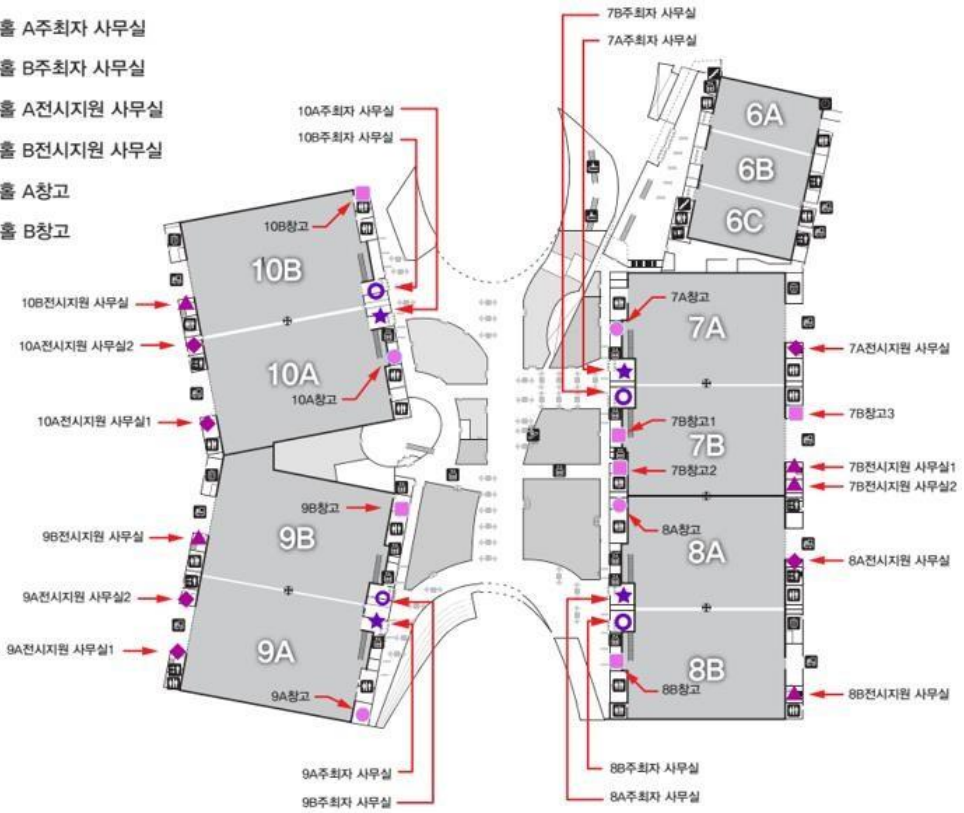 홀 A주최자 사무실
홀 B주최자 사무실
홀 A전시지원 사무실
홀 B전시지원 사무실
홀 A창고
홀 B창고
7B주최자 사무실
7A주최자 사무실
10A주최자 사무실
10B주최자 사무실
6A
6B
6C
10B창고
10B
10B전시지원 사무실
10A전시지원 사무실2
10A
10A창고
10A전시지원 사무실1
7A창고
7A
7A전시지원 사무실
7B창고3
7B창고1
7B
7B창고2
7B전시지원 사무실1
7B전시지원 사무실2
9B창고
9B
9B전시지원 사무실
9A전시지원 사무실2
9A전시지원 사무실1
9A
9A창고
8A창고
8A
8A전시지원 사무실
8B
8B창고
8B전시지원 사무실
9A주최자 사무실
9B주최자 사무실
8B주최자 사무실
8A주최자 사무실